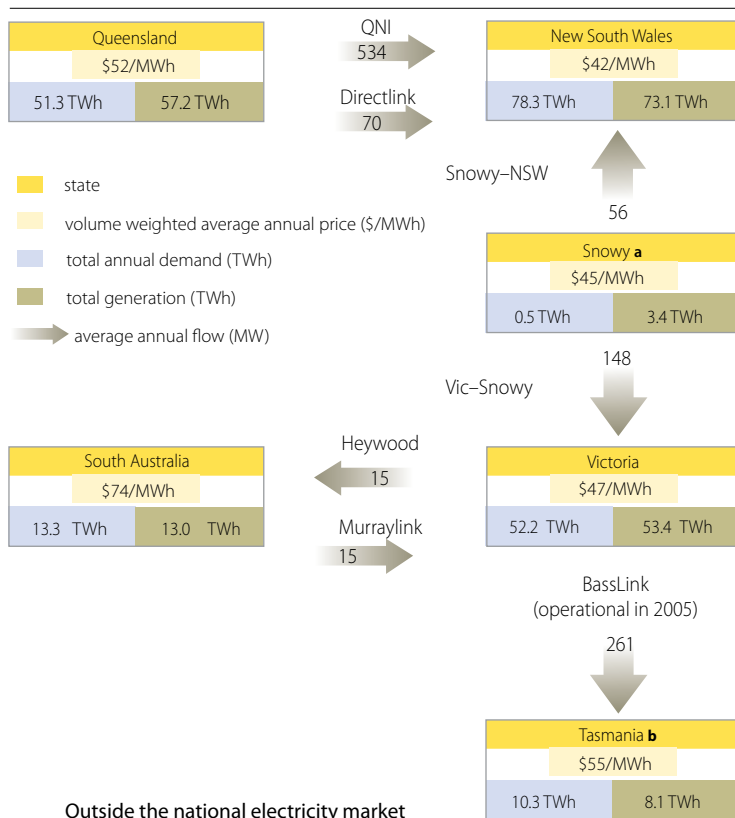 Queensland
$52/MWh
51.3 TWh 57.2 TWh
QNI
534
Directlink
70
New South Wales
$42/MWh
78.3 TWh 73.1 TWh
state
volume weighted average annual price ($/MWh)
total annual demand (TWh)
total generation (TWh)
average annual flow (MW)
Snowy–NSW
56
Snowy a
$45/MWh
0.5 TWh 3.4 TWh
148
Vic–Snowy
South Australia
$74/MWh
13.3 TWh 13.0 TWh
Heywood
15
Murraylink
15
Victoria
$47/MWh
52.2 TWh 53.4 TWh
BassLink
(operational in 2005)
261
Tasmania b
$55/MWh
10.3 TWh 8.1 TWh
Outside the national electricity market